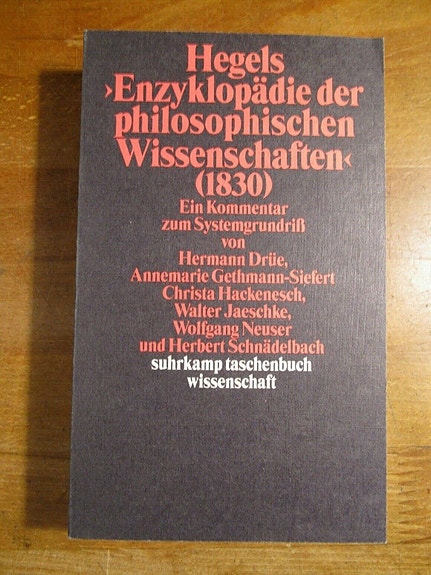 Hegels
›Enzyklopädie der
philosophischen
Wissenschaften‹
(1830)
Ein Kommentar
zum Systemgrundriß
von
Hermann Drüe,
Annemarie Gethmann-Siefert
Christa Hackenesch,
Walter Jaeschke,
Wolfgang Neuser
und Herbert Schnädelbach
suhrkamp taschenbuch
wissenschaft